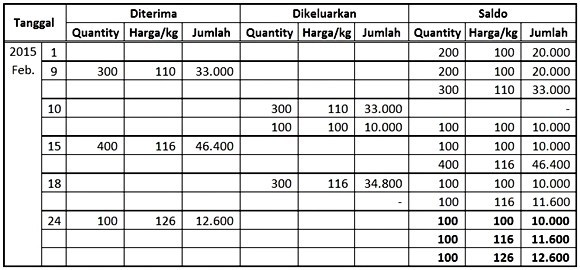 Tanggal Diterima Dikeluarkan Saldo
Quantity Harga/kg Jumlah Quantity Harga/kg Jumlah Quantity Harga/kg Jumlah
2015 1 200 100 20.000
Feb. 9 300 110 33.000 200 100 20.000
300 110 33.000
10 300 110 33.000 -
100 100 10.000 100 100 10.000
15 400 116 46.400 100 100 10.000
400 116 46.400
18 300 116 34.800 100 100 10.000
- 100 116 11.600
24 100 126 12.600 100 100 10.000
100 116 11.600
100 126 12.600